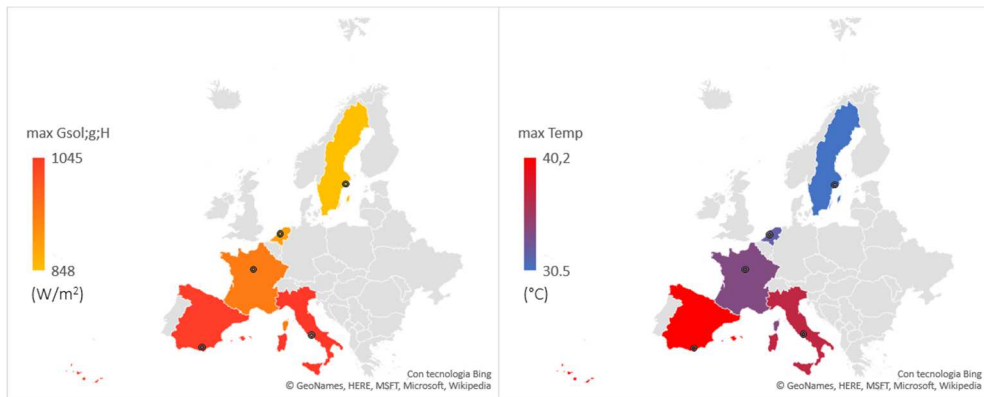 max Gsol;g;H
1045
848
(W/m²)
Con tecnologia Bing
© GeoNames, HERE, MSFT, Microsoft, Wikipedia
max Temp
40,2
30.5
(°C)
Con tecnologia Bing
© GeoNames, HERE, MSFT, Microsoft, Wikipedia